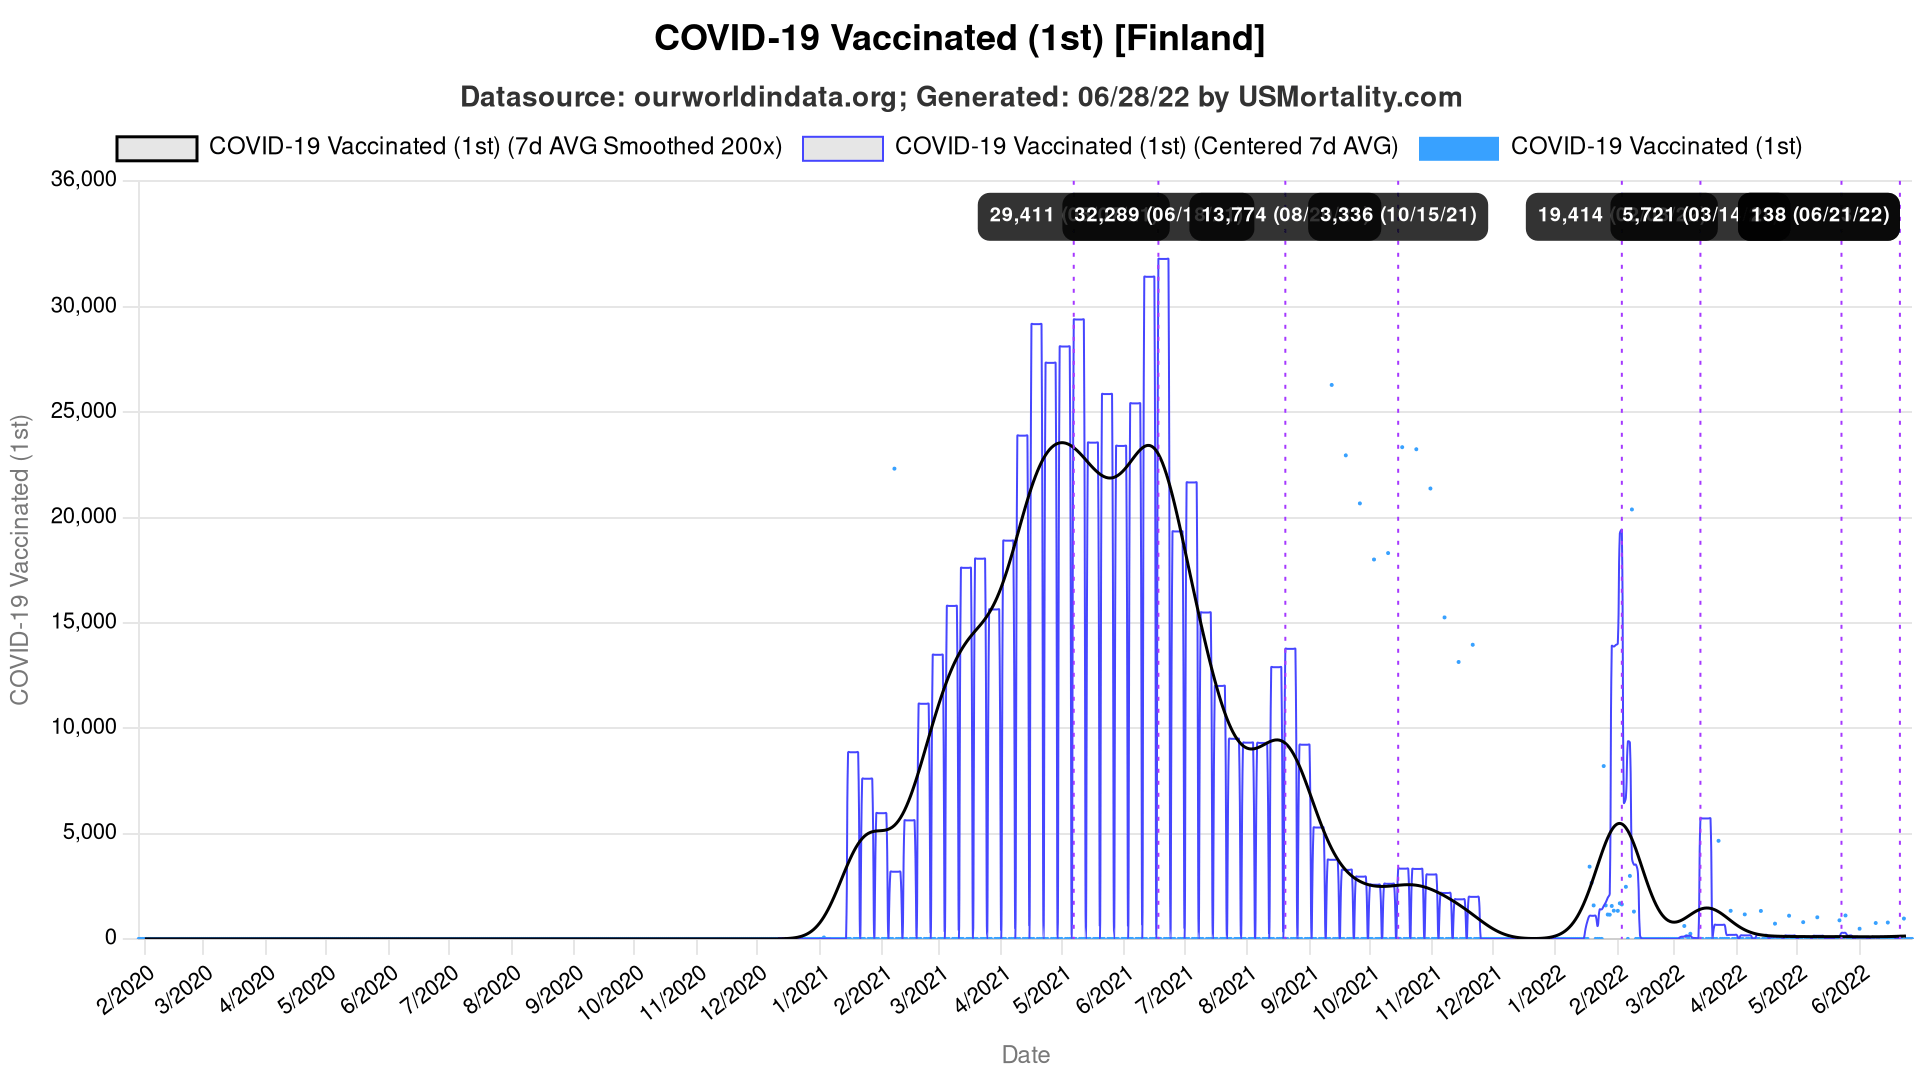 COVID-19 Vaccinated (1st) [Finland]
Datasource: ourworldindata.org; Generated: 06/28/22 by USMortality.com
COVID-19 Vaccinated (1st) (7d AVG Smoothed 200x) COVID-19 Vaccinated (1st) (Centered 7d AVG) COVID-19 Vaccinated (1st)
29,411 32,289 (06/18 13,774 (08/2 3,336 (10/15/21) 19,414 5,721 (03/14 138 (06/21/22)
36,000
30,000
25,000
20,000
15,000
10,000
5,000
0
COVID-19 Vaccinated (1st)
2/2020 3/2020 4/2020 5/2020 6/2020 7/2020 8/2020 9/2020 10/2020 11/2020 12/2020 1/2021 2/2021 3/2021 4/2021 5/2021 6/2021 7/2021 8/2021 9/2021 10/2021 11/2021 12/2021 1/2022 2/2022 3/2022 4/2022 5/2022 6/2022
Date